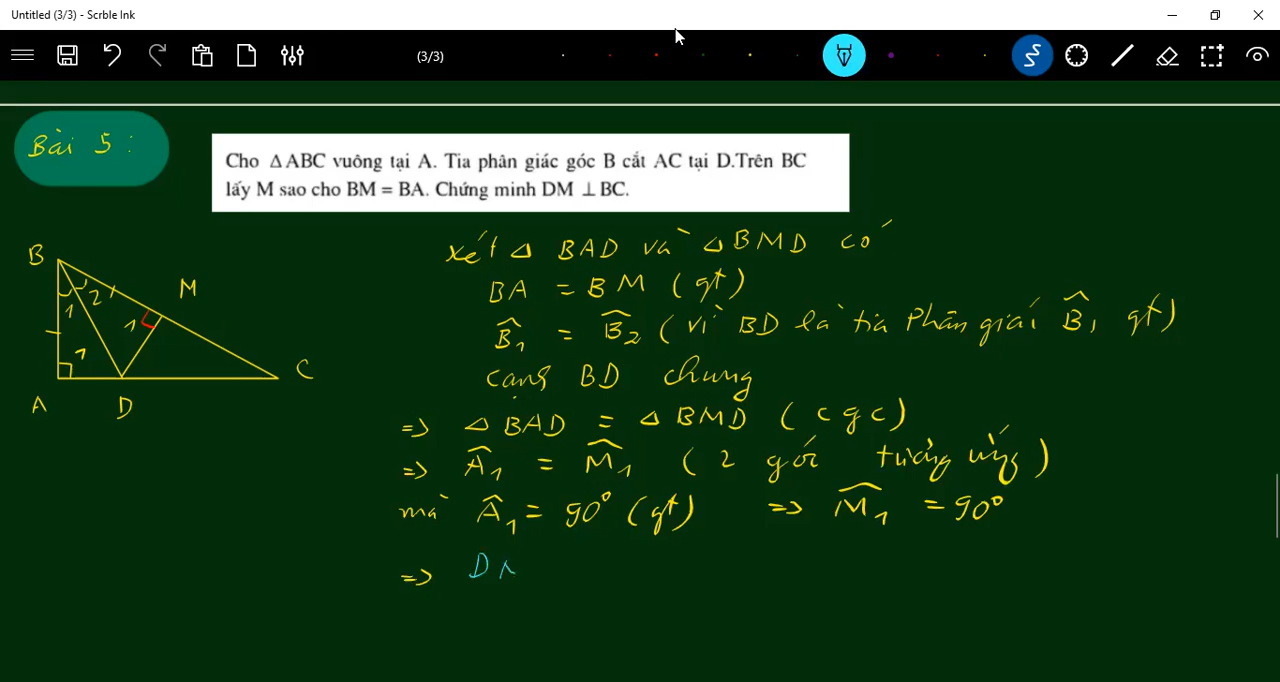 Untitled (3/3) - Scrble Ink
(3/3)
Bài 5 :
Cho Δ ABC vuông tại A. Tia phân giác góc B cắt AC tại D.Trên BC
lấy M sao cho BM = BA. Chứng minh DM ⊥ BC.
B
M
1 2
1
1
C
A
D
xét Δ BAD và Δ BMD có
BA = BM (gt)
B̂₁ = B̂₂ (vì BD là tia Phân giái B̂, gt)
cạnh BD chung
=> Δ BAD = Δ BMD (c g c)
=> Â₁ = M̂₁ (2 góc tương ứng)
mà Â₁ = 90° (gt) => M̂₁ = 90°
=> D